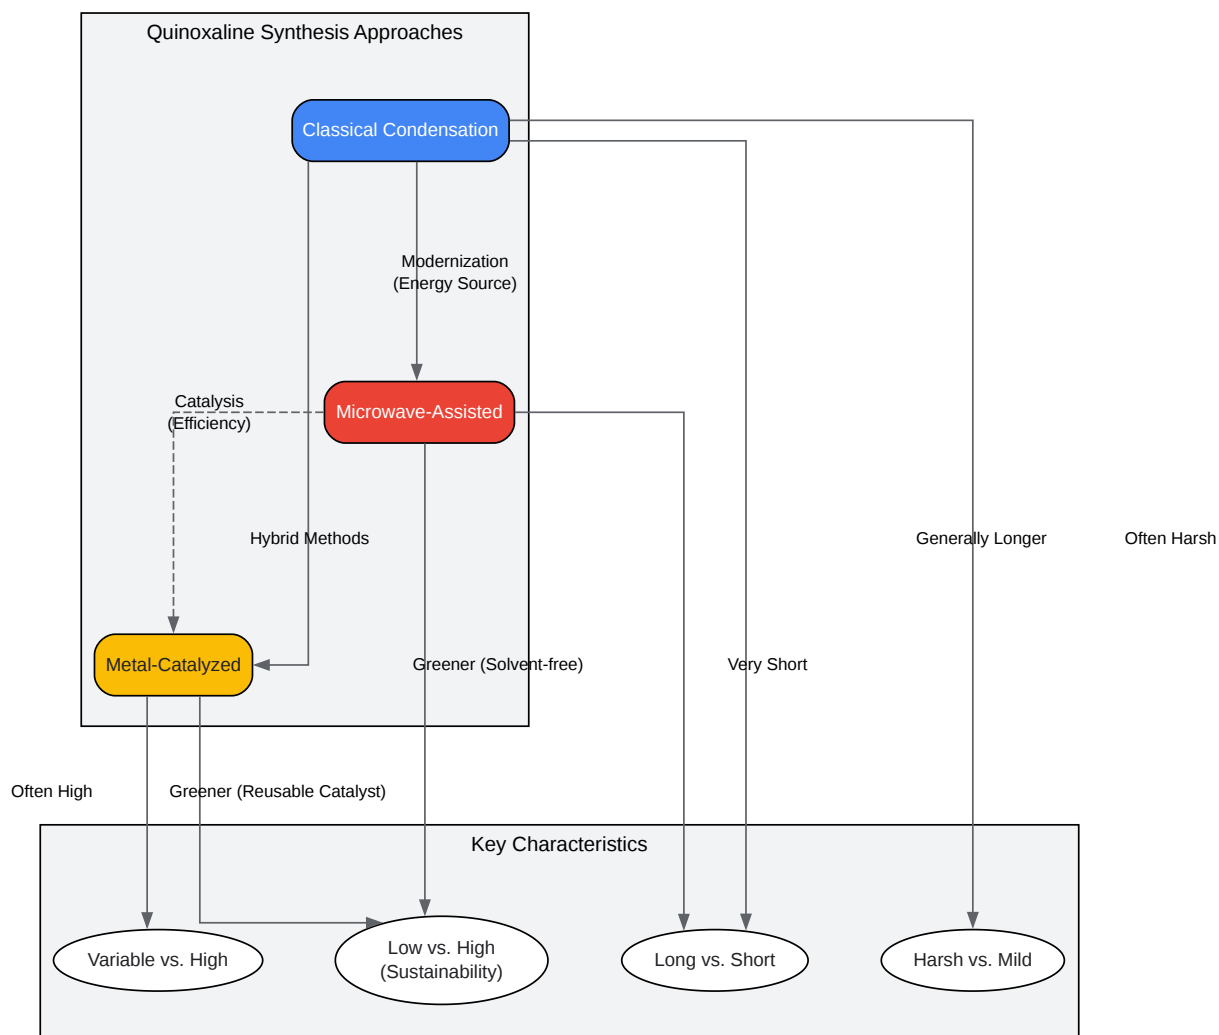 Quinoxaline Synthesis Approaches
Classical Condensation
Modernization
(Energy Source)
Catalysis
(Efficiency)
Microwave-Assisted
Hybrid Methods
Generally Longer
Often Harsh
Metal-Catalyzed
Greener (Solvent-free)
Very Short
Often High
Greener (Reusable Catalyst)
Key Characteristics
Variable vs. High
Low vs. High
(Sustainability)
Long vs. Short
Harsh vs. Mild